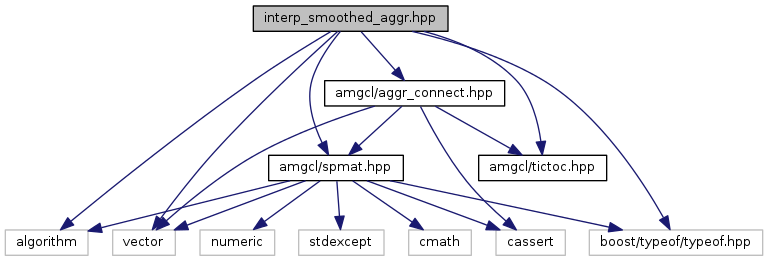 interp_smoothed_aggr.hpp
amgcl/aggr_connect.hpp
amgcl/spmat.hpp
amgcl/tictoc.hpp
algorithm
vector
numeric
stdexcept
cmath
cassert
boost/typeof/typeof.hpp